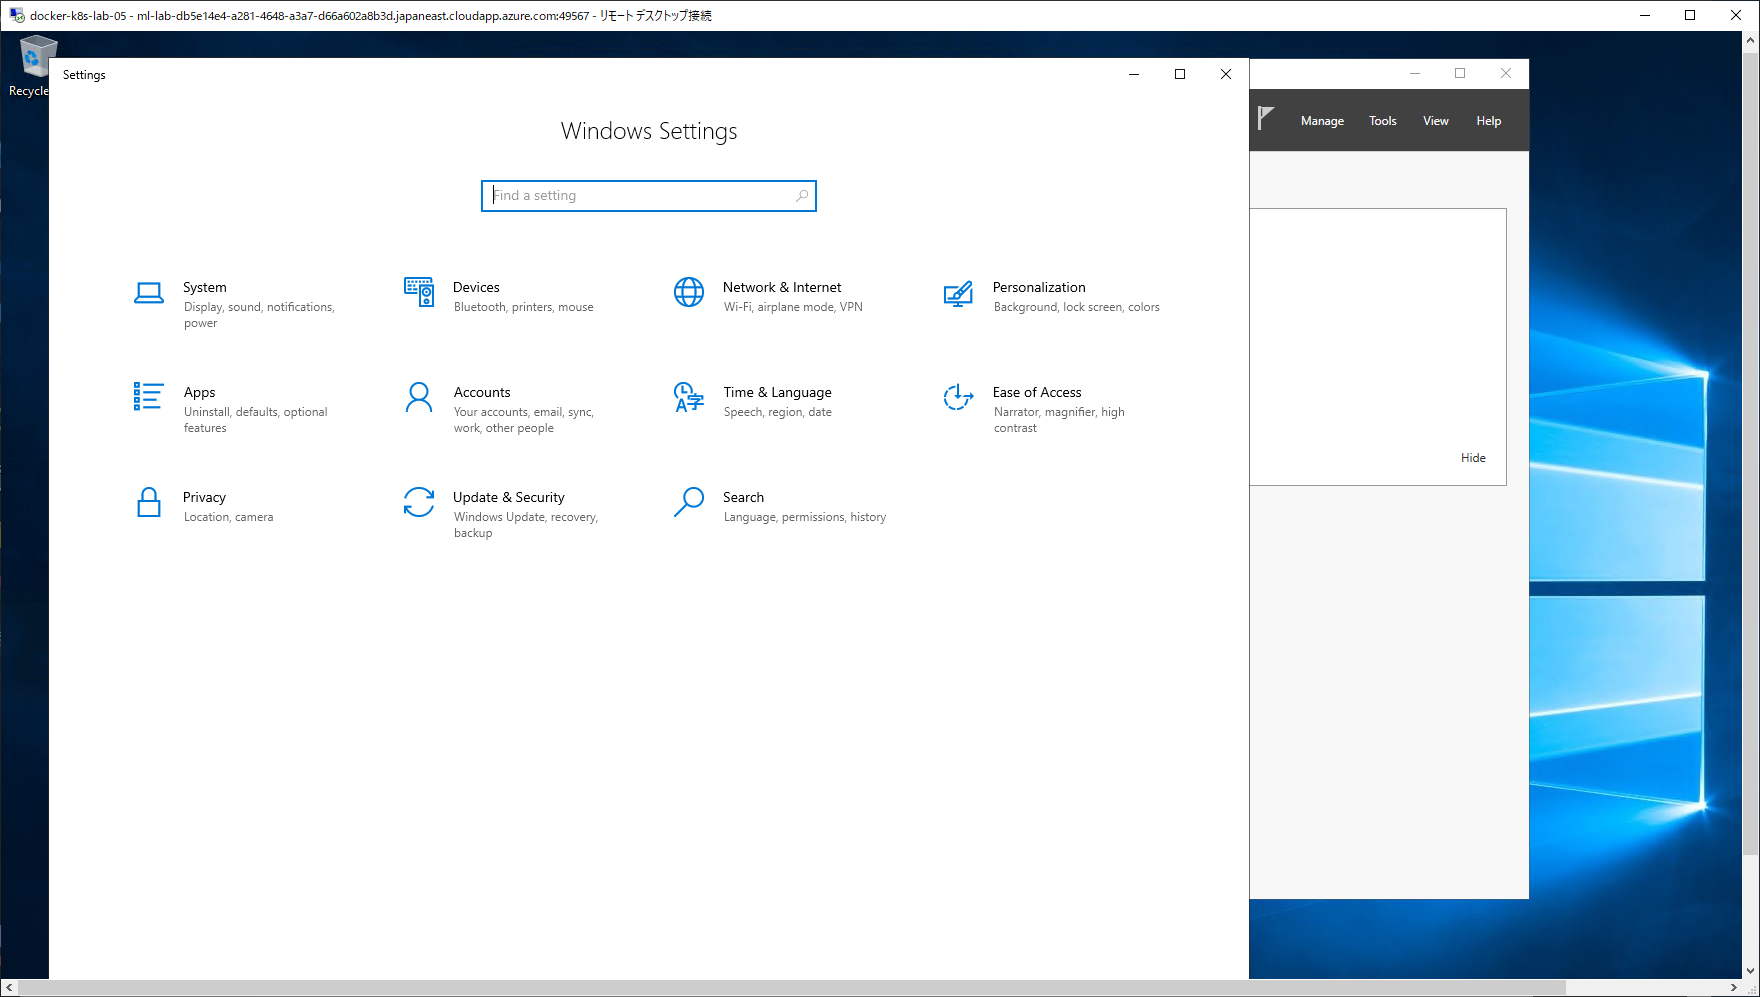 docker-k8s-lab-05 - ml-lab-db5e14e4-a281-4648-a3a7-d66a602a8b3d.japaneast.cloudapp.azure.com:49567 - リモート デスクトップ接続
Recycle
Settings
Manage Tools View Help
Windows Settings
Find a setting
System
Display, sound, notifications,
power
Devices
Bluetooth, printers, mouse
Network & Internet
Wi-Fi, airplane mode, VPN
Personalization
Background, lock screen, colors
Apps
Uninstall, defaults, optional
features
Accounts
Your accounts, email, sync,
work, other people
Time & Language
Speech, region, date
Ease of Access
Narrator, magnifier, high
contrast
Hide
Privacy
Location, camera
Update & Security
Windows Update, recovery,
backup
Search
Language, permissions, history